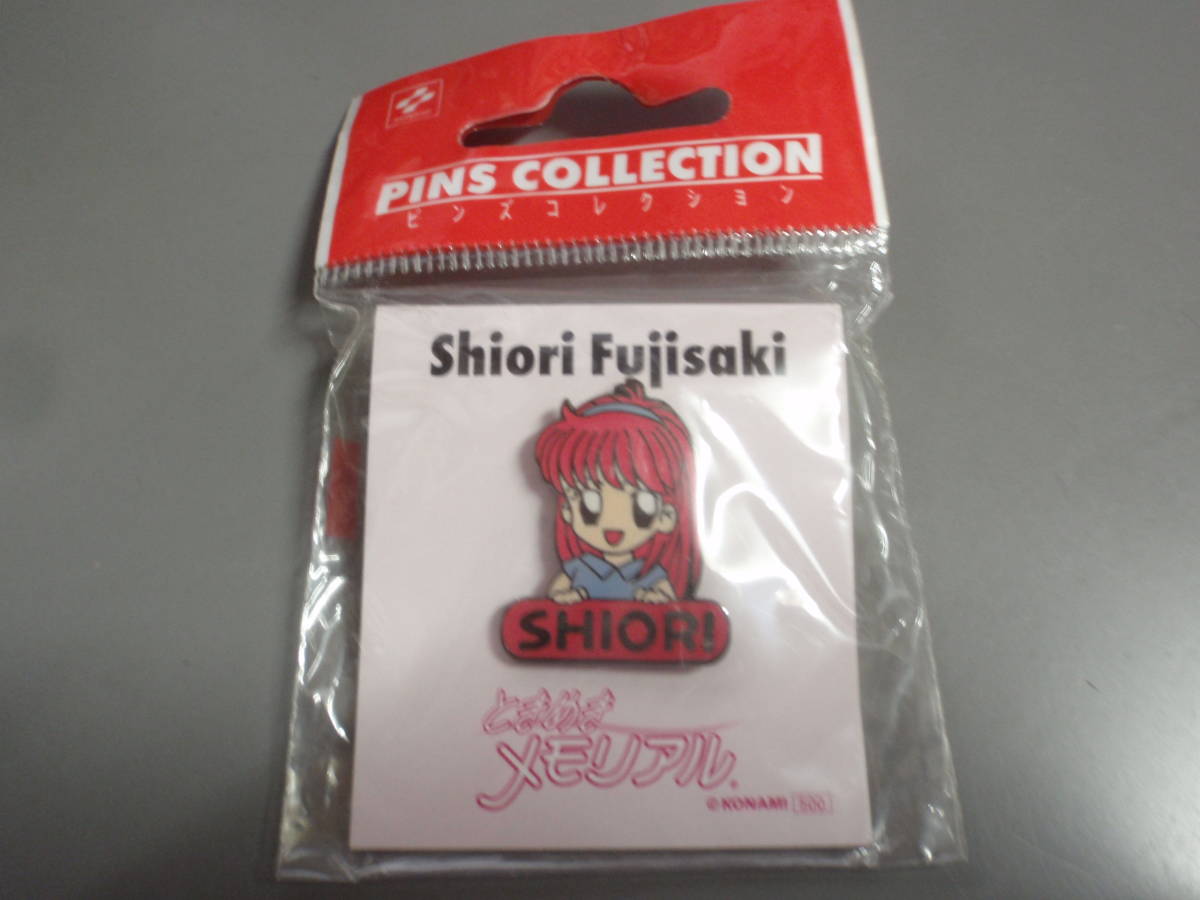 PINS COLLECTION
ピンズコレクション
Shiori Fujisaki
SHIORI
ときめき
メモリアル
©KONAMI 500